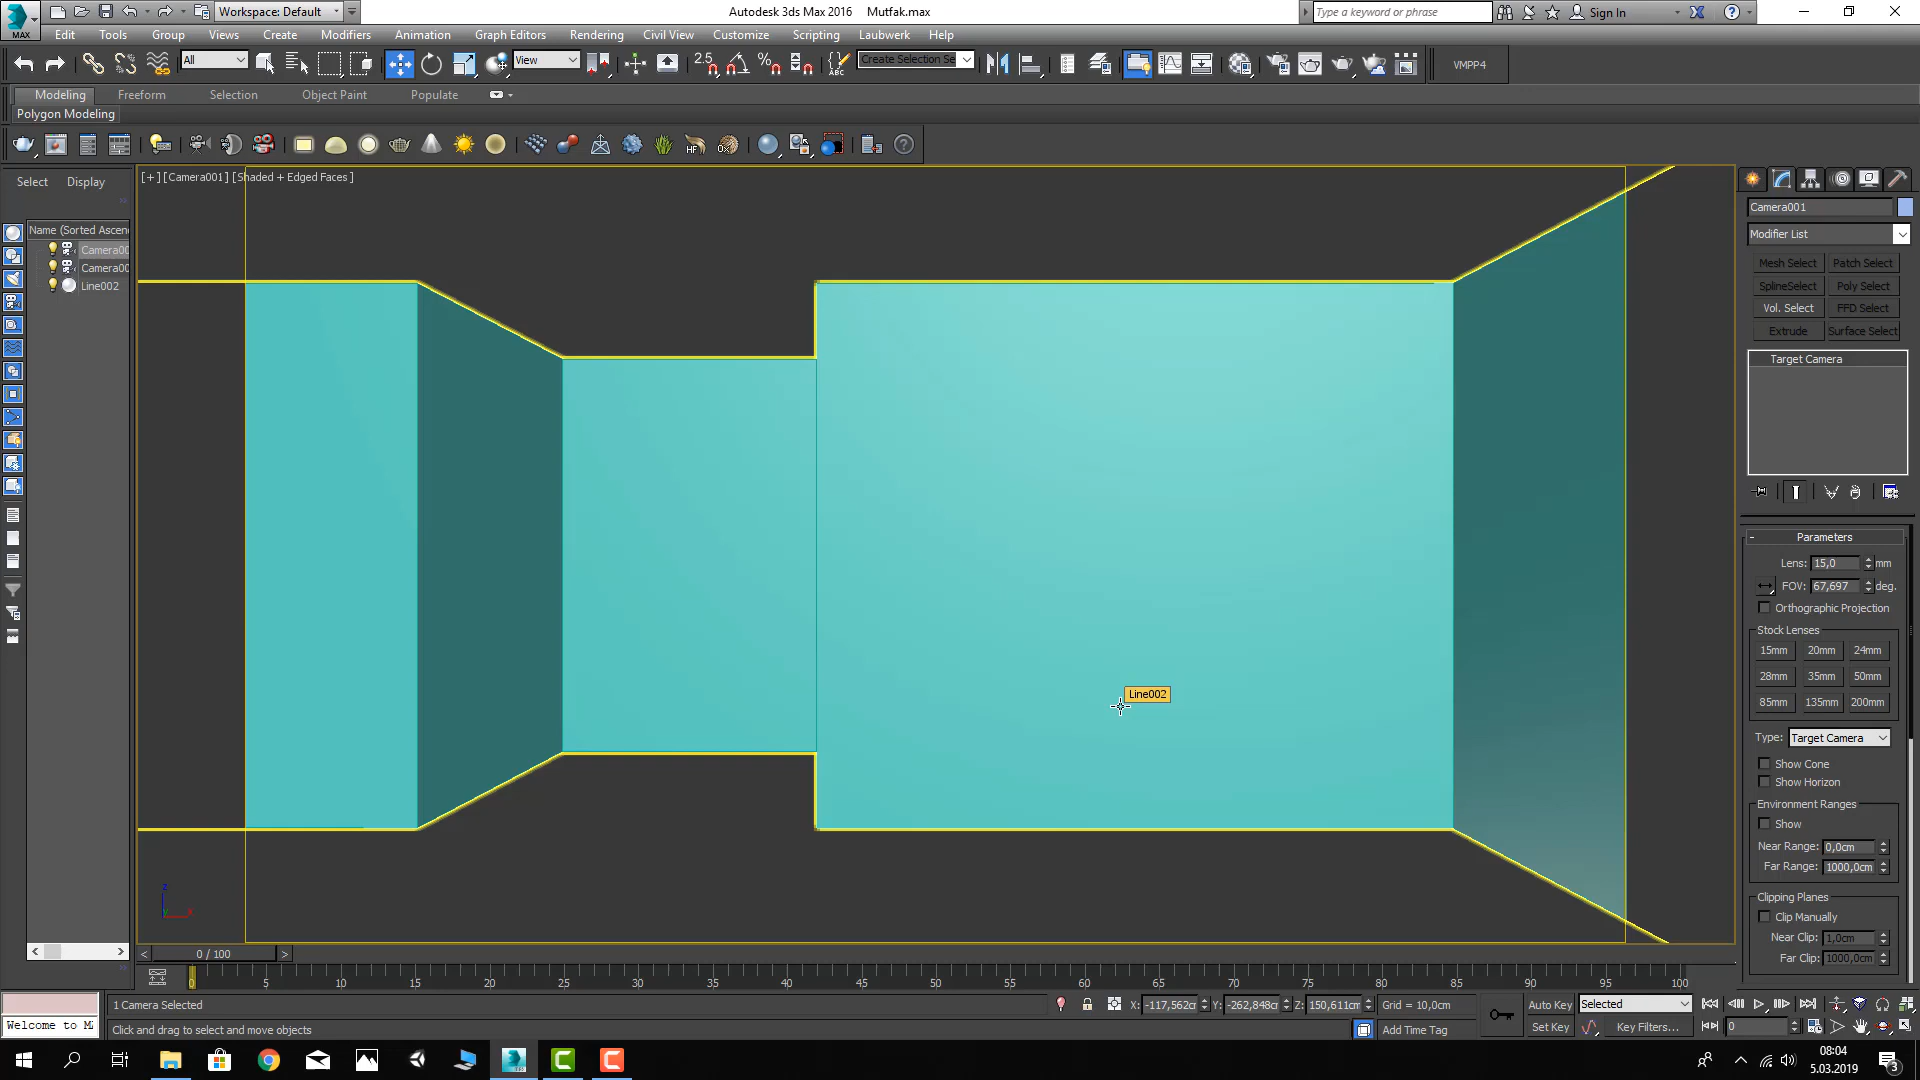 MAX
Workspace: Default
Autodesk 3ds Max 2016 Mutfak.max
Type a keyword or phrase
Sign In
Edit Tools Group Views Create Modifiers Animation Graph Editors Rendering Civil View Customize Scripting Laubwerk Help
All
View
2.5
Create Selection Se
VMPP4
Modeling Freeform Selection Object Paint Populate
Polygon Modeling
Select Display
[+] [Camera001] [Shaded + Edged Faces ]
Name (Sorted Ascen
Camera00
Camera00
Line002
Line002
Camera001
Modifier List
Mesh Select Patch Select
SplineSelect Poly Select
Vol. Select FFD Select
Extrude Surface Select
Target Camera
- Parameters
Lens: 15,0 mm
FOV: 67,697 deg.
Orthographic Projection
Stock Lenses
15mm 20mm 24mm
28mm 35mm 50mm
85mm 135mm 200mm
Type: Target Camera
Show Cone
Show Horizon
Environment Ranges
Show
Near Range: 0,0cm
Far Range: 1000,0cm
Clipping Planes
Clip Manually
Near Clip: 1,0cm
Far Clip: 1000,0cm
z
x
< 0 / 100 >
0 5 10 15 20 25 30 35 40 45 50 55 60 65 70 75 80 85 90 95 100
1 Camera Selected
X: -117,562cm Y: -262,848cm Z: 150,611cm Grid = 10,0cm
Auto Key Selected
Welcome to M
Click and drag to select and move objects
Add Time Tag
Set Key Key Filters... 0
08:04
5.03.2019
3